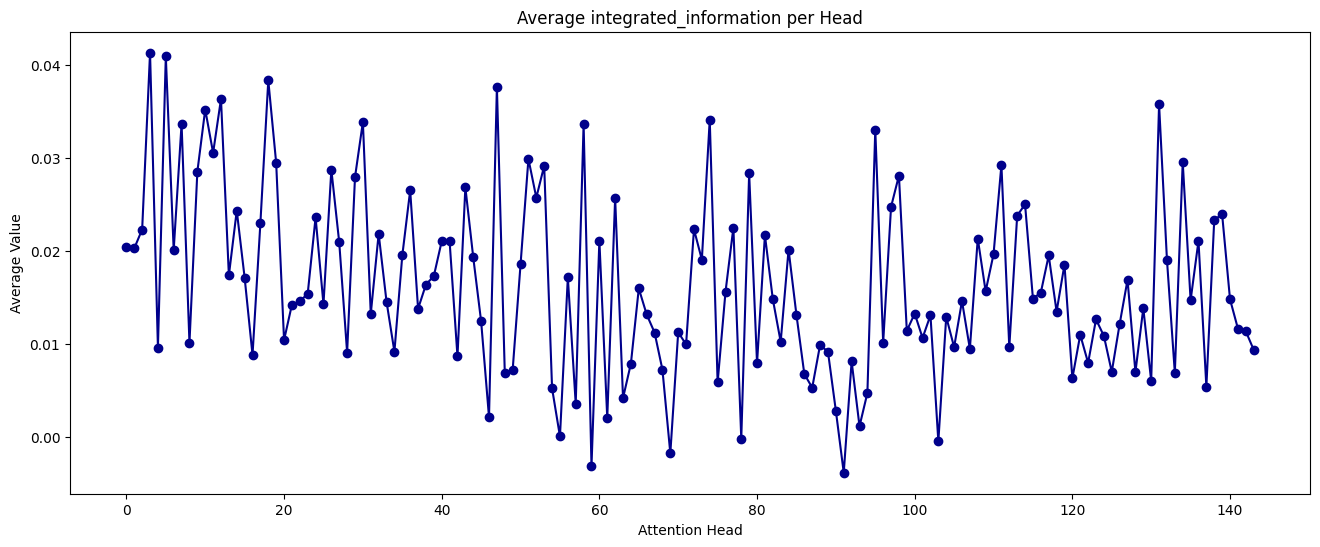 Average integrated_information per Head
Average Value
0.04
0.03
0.02
0.01
0.00
0 20 40 60 80 100 120 140
Attention Head